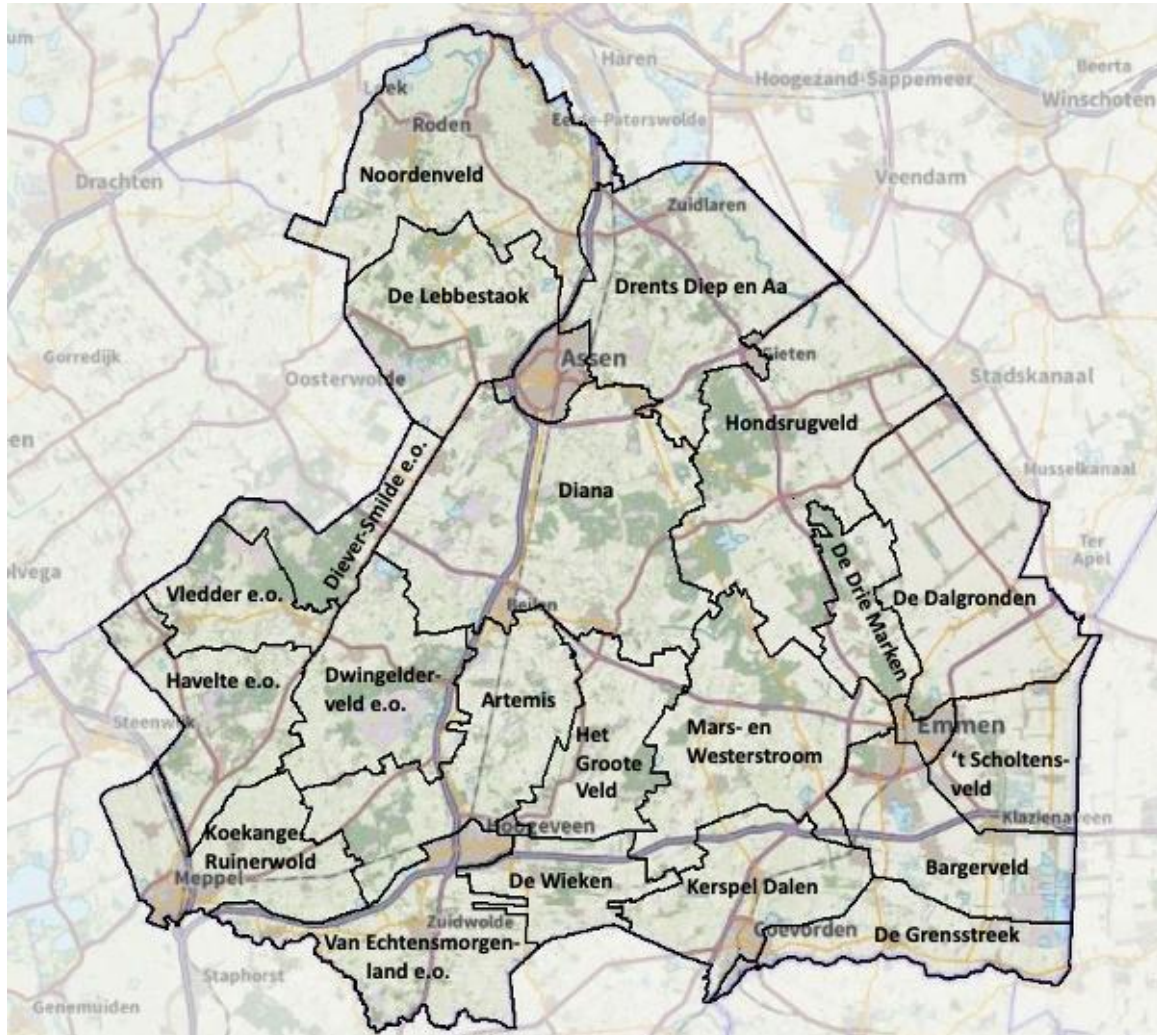 Haren
Hoogezand-Sappemeer
Beerta
Winschoten
Leek
Roden
Eelde-Paterswolde
Drachten
Noordenveld
Veendam
Zuidlaren
De Lebbestaok
Drents Diep en Aa
Gorredijk
Oosterwolde
Assen
Gieten
Stadskanaal
Hondsrugveld
Diever-Smilde e.o.
Musselkanaal
Diana
Ter
Apel
Vledder e.o.
Beilen
De Drie Marken
De Dalgronden
Havelte e.o.
Dwingelder-
veld e.o.
Artemis
Steenwijk
Het
Groote
Veld
Mars- en
Westerstroom
Emmen
't Scholtens-
veld
Klazienaveen
Koekange
Ruinerwold
Hoogeveen
Meppel
De Wieken
Kerspel Dalen
Bargerveld
Zuidwolde
Coevorden
De Grensstreek
Van Echtensmorgen-
land e.o.
Staphorst
Genemuiden